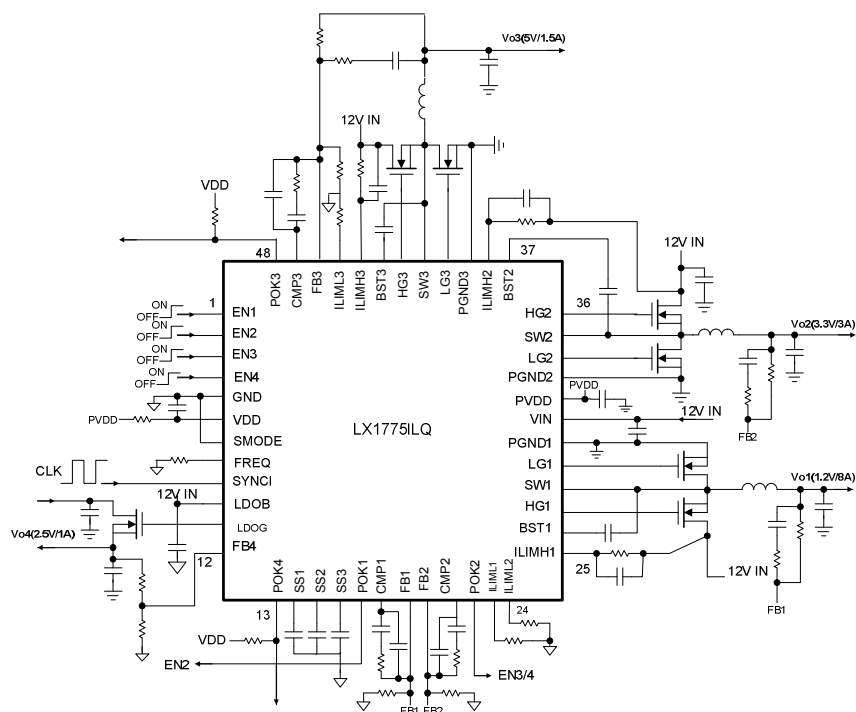 Vo3(5V/1.5A)
12V IN
VDD
48
37
12V IN
POK3
CMP3
FB3
ILIML3
ILIMH3
BST3
HG3
SW3
LG3
PGND3
ILIMH2
BST2
1
36
ON
OFF
EN1
ON
OFF
EN2
ON
OFF
EN3
ON
OFF
EN4
GND
PVDD
VDD
SMODE
FREQ
CLK
SYNCI
12V IN
LDOB
LDOG
Vo4(2.5V/1A)
FB4
12
LX1775ILQ
HG2
SW2
Vo2(3.3V/3A)
LG2
PGND2
PVDD
PVDD
FB2
VIN
12V IN
PGND1
LG1
SW1
Vo1(1.2V/8A)
HG1
BST1
ILIMH1
25
12V IN
FB1
POK4
SS1
SS2
SS3
POK1
CMP1
FB1
FB2
CMP2
POK2
ILIML1
ILIML2
13
24
VDD
EN2
EN3/4
FB1
FB2